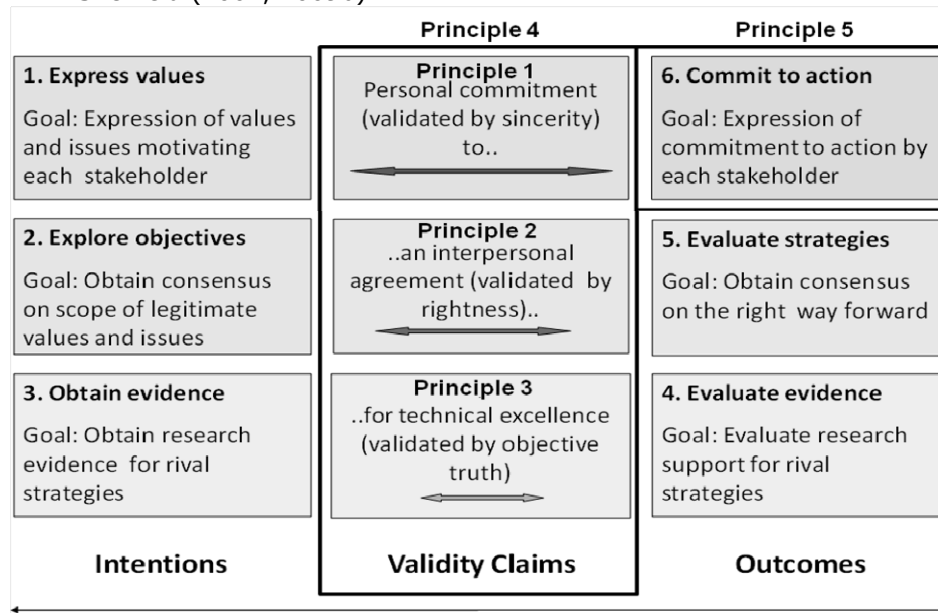 Principle 4
Principle 5
1. Express values
Goal: Expression of values
and issues motivating
each stakeholder
Principle 1
Personal commitment
(validated by sincerity)
to..
6. Commit to action
Goal: Expression of
commitment to action by
each stakeholder
2. Explore objectives
Goal: Obtain consensus
on scope of legitimate
values and issues
Principle 2
..an interpersonal
agreement (validated by
rightness)..
5. Evaluate strategies
Goal: Obtain consensus
on the right way forward
3. Obtain evidence
Goal: Obtain research
evidence for rival
strategies
Principle 3
..for technical excellence
(validated by objective
truth)
4. Evaluate evidence
Goal: Evaluate research
support for rival
strategies
Intentions
Validity Claims
Outcomes